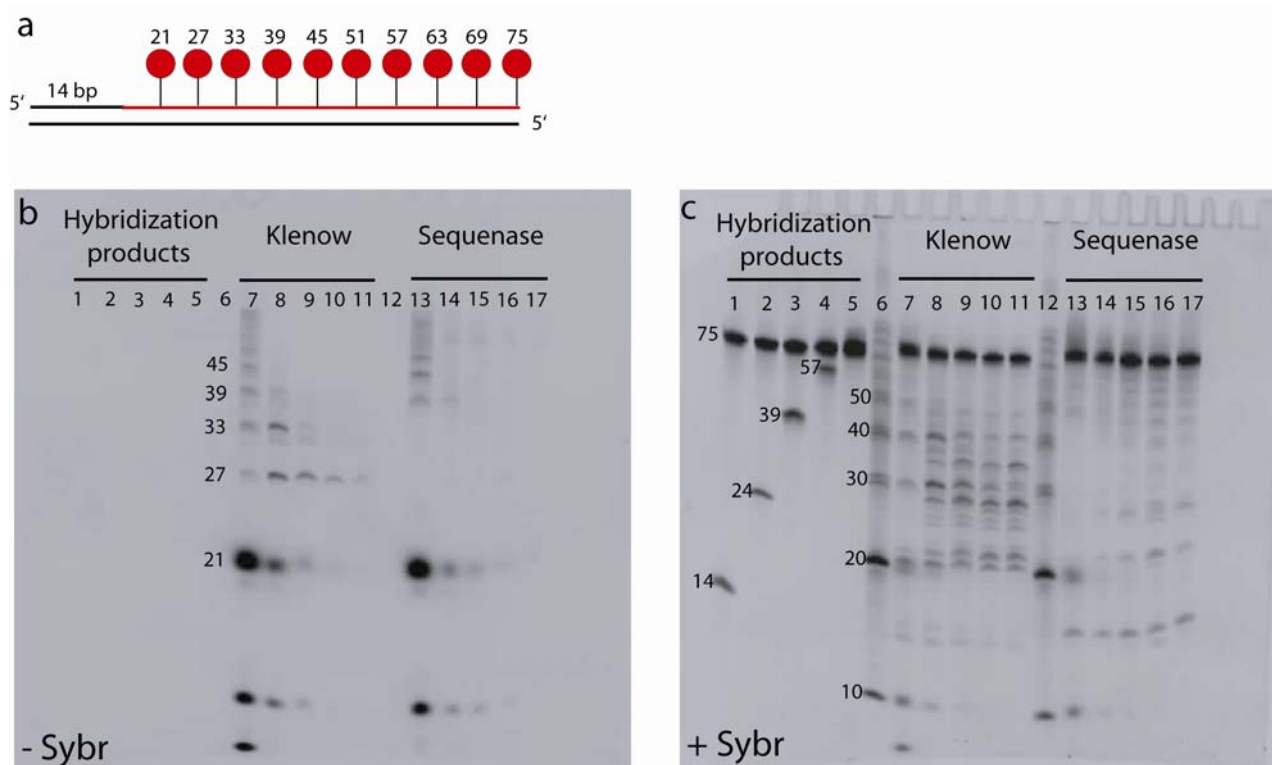 a
21 27 33 39 45 51 57 63 69 75
14 bp
5'
5'
b
Hybridization
products
Klenow
Sequenase
1 2 3 4 5 6 7 8 9 10 11 12 13 14 15 16 17
45
39
33
27
21
- Sybr
c
Hybridization
products
Klenow
Sequenase
1 2 3 4 5 6 7 8 9 10 11 12 13 14 15 16 17
75
57
50
39
40
24
30
20
14
10
+ Sybr